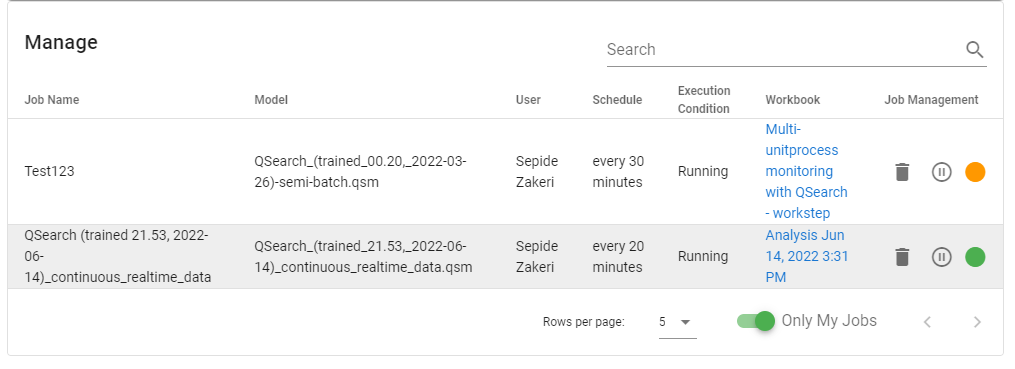 Manage
Search
Job Name
Model
User
Schedule
Execution
Condition
Workbook
Job Management
Test123
QSearch_(trained_00.20,_2022-03-
26)-semi-batch.qsm
Sepide
Zakeri
every 30
minutes
Running
Multi-
unitprocess
monitoring
with QSearch
- workstep
QSearch (trained 21.53, 2022-
06-
14)_continuous_realtime_data
QSearch_(trained_21.53,_2022-06-
14)_continuous_realtime_data.qsm
Sepide
Zakeri
every 20
minutes
Running
Analysis Jun
14, 2022 3:31
PM
Rows per page:
5
Only My Jobs